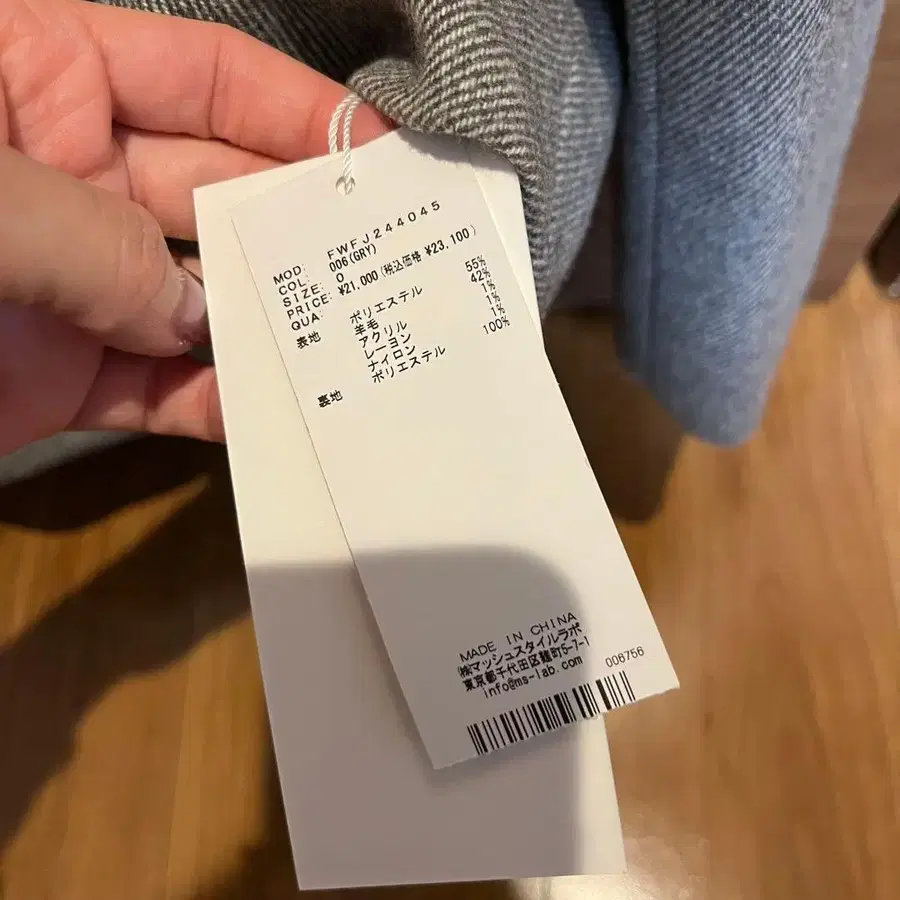 MOD: FWFJ244045
COL: 006(GRY)
SIZE: 0
PRICE: ¥21,000(税込価格 ¥23,100)
QUA:
表地 ポリエステル 55%
羊毛 42%
アクリル 1%
レーヨン 1%
ナイロン 1%
裏地 ポリエステル 100%
MADE IN CHINA
㈱マッシュスタイルラボ
東京都千代田区麹町5-7-1
info@ms-lab.com
008756